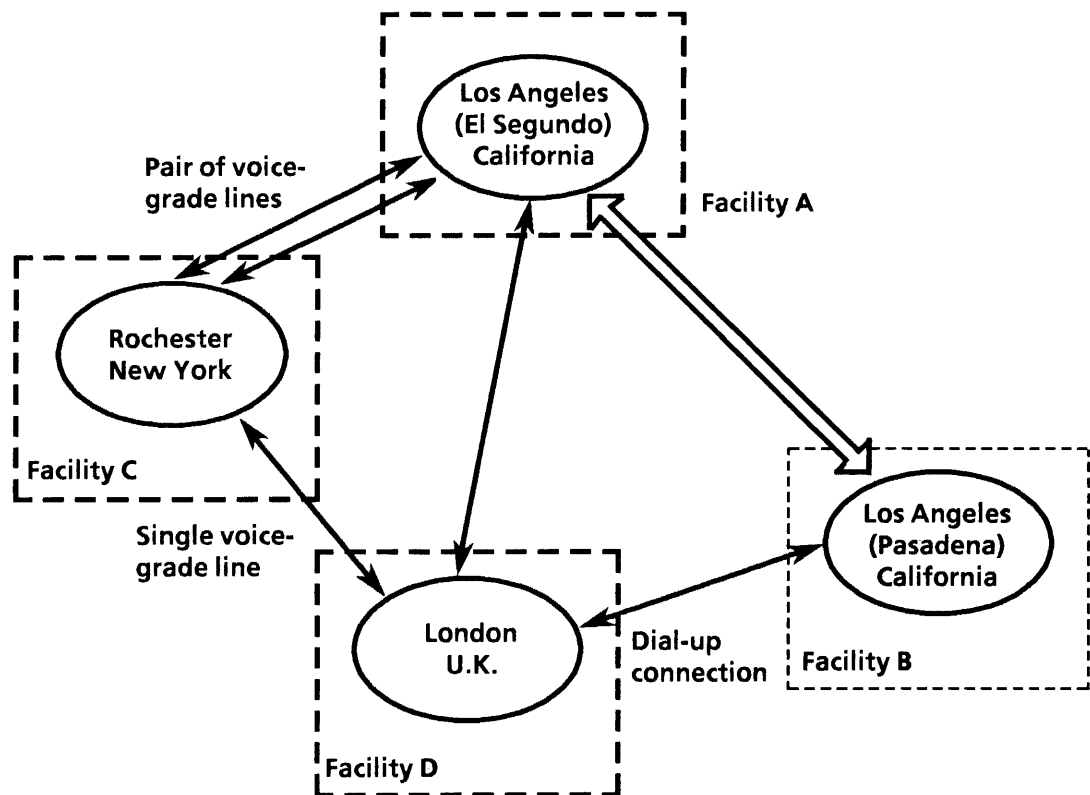 Los Angeles
(El Segundo)
California
Pair of voice-
grade lines
Facility A
Rochester
New York
Facility C
Single voice-
grade line
Los Angeles
(Pasadena)
California
London
U.K.
Dial-up
connection
Facility B
Facility D